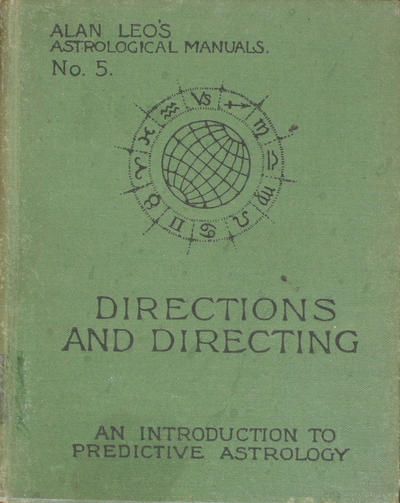 ALAN LEO'S
ASTROLOGICAL MANUALS.
No. 5.
DIRECTIONS
AND DIRECTING
AN INTRODUCTION TO
PREDICTIVE ASTROLOGY